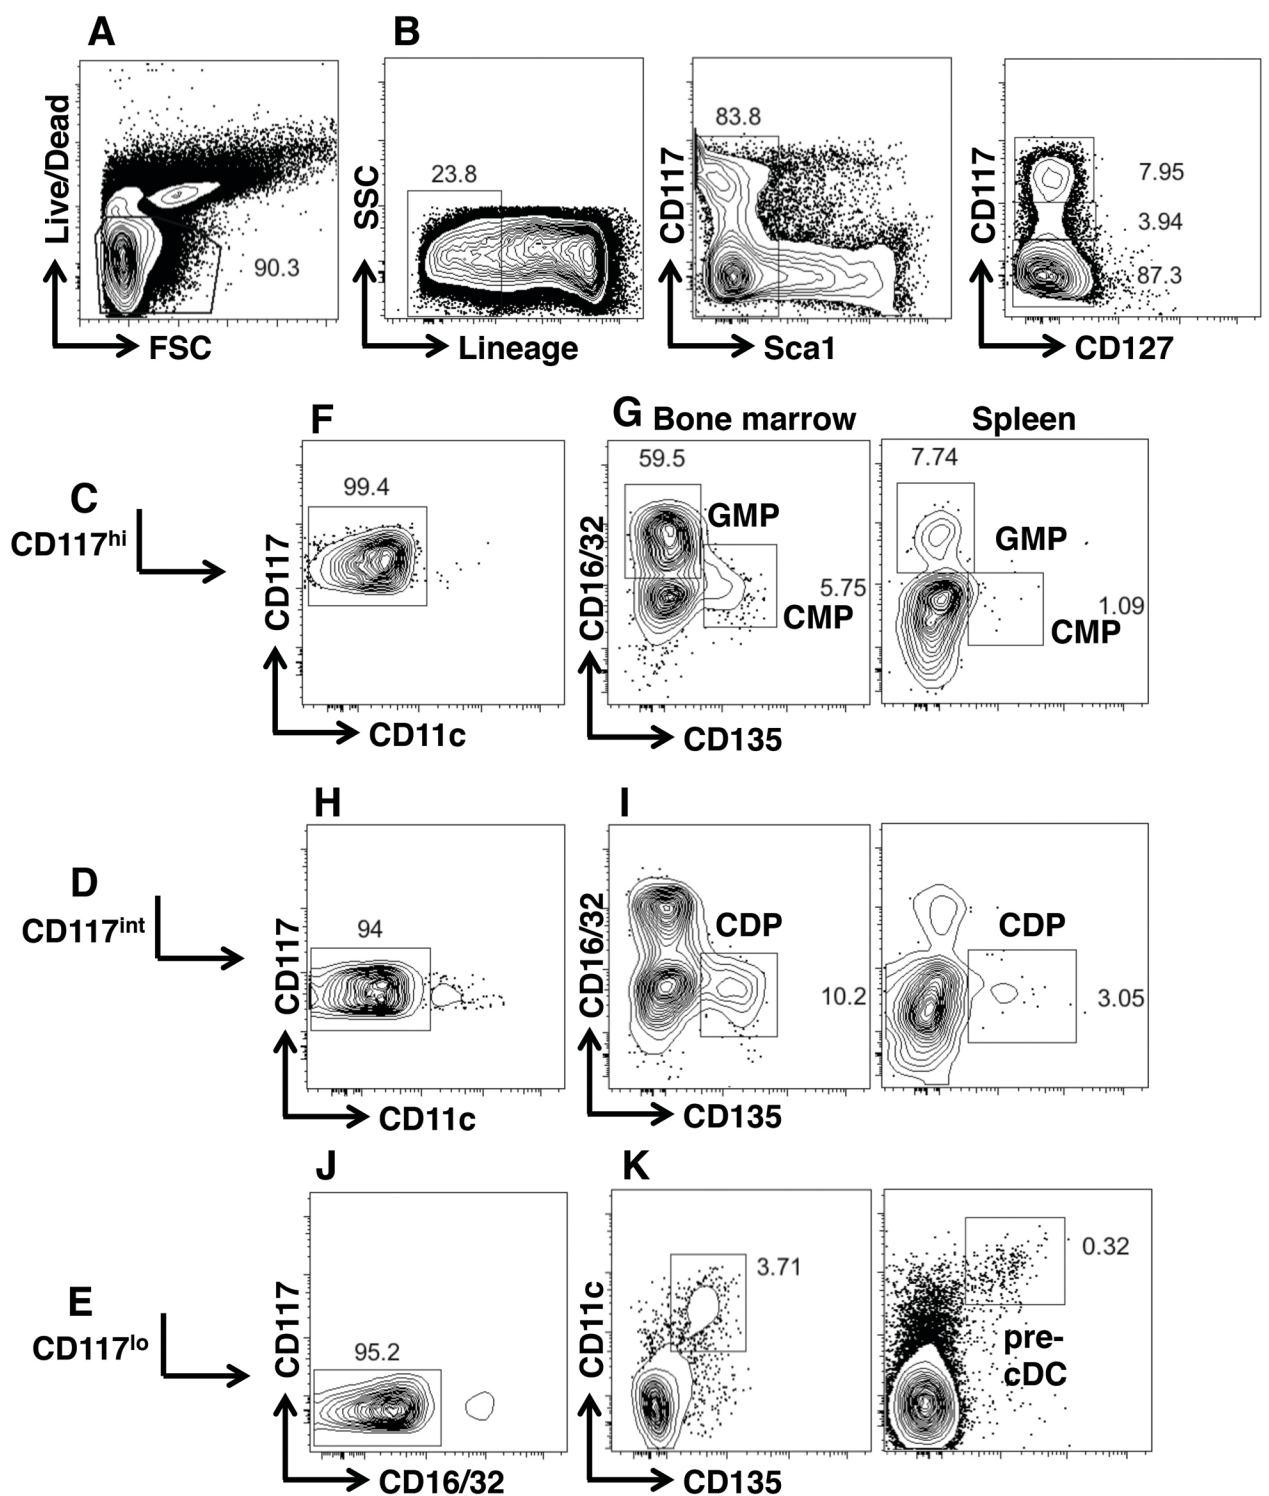 A
B
Live/Dead
90.3
FSC
SSC
23.8
Lineage
CD117
83.8
Sca1
CD117
7.95
3.94
87.3
CD127
C
CD117hi
F
99.4
CD117
CD11c
G
Bone marrow
Spleen
59.5
GMP
CD16/32
5.75
CMP
CD135
7.74
GMP
1.09
CMP
D
CD117int
H
94
CD117
CD11c
I
CDP
CD16/32
10.2
CD135
CDP
3.05
E
CD117lo
J
95.2
CD117
CD16/32
K
3.71
CD11c
CD135
0.32
pre-
cDC